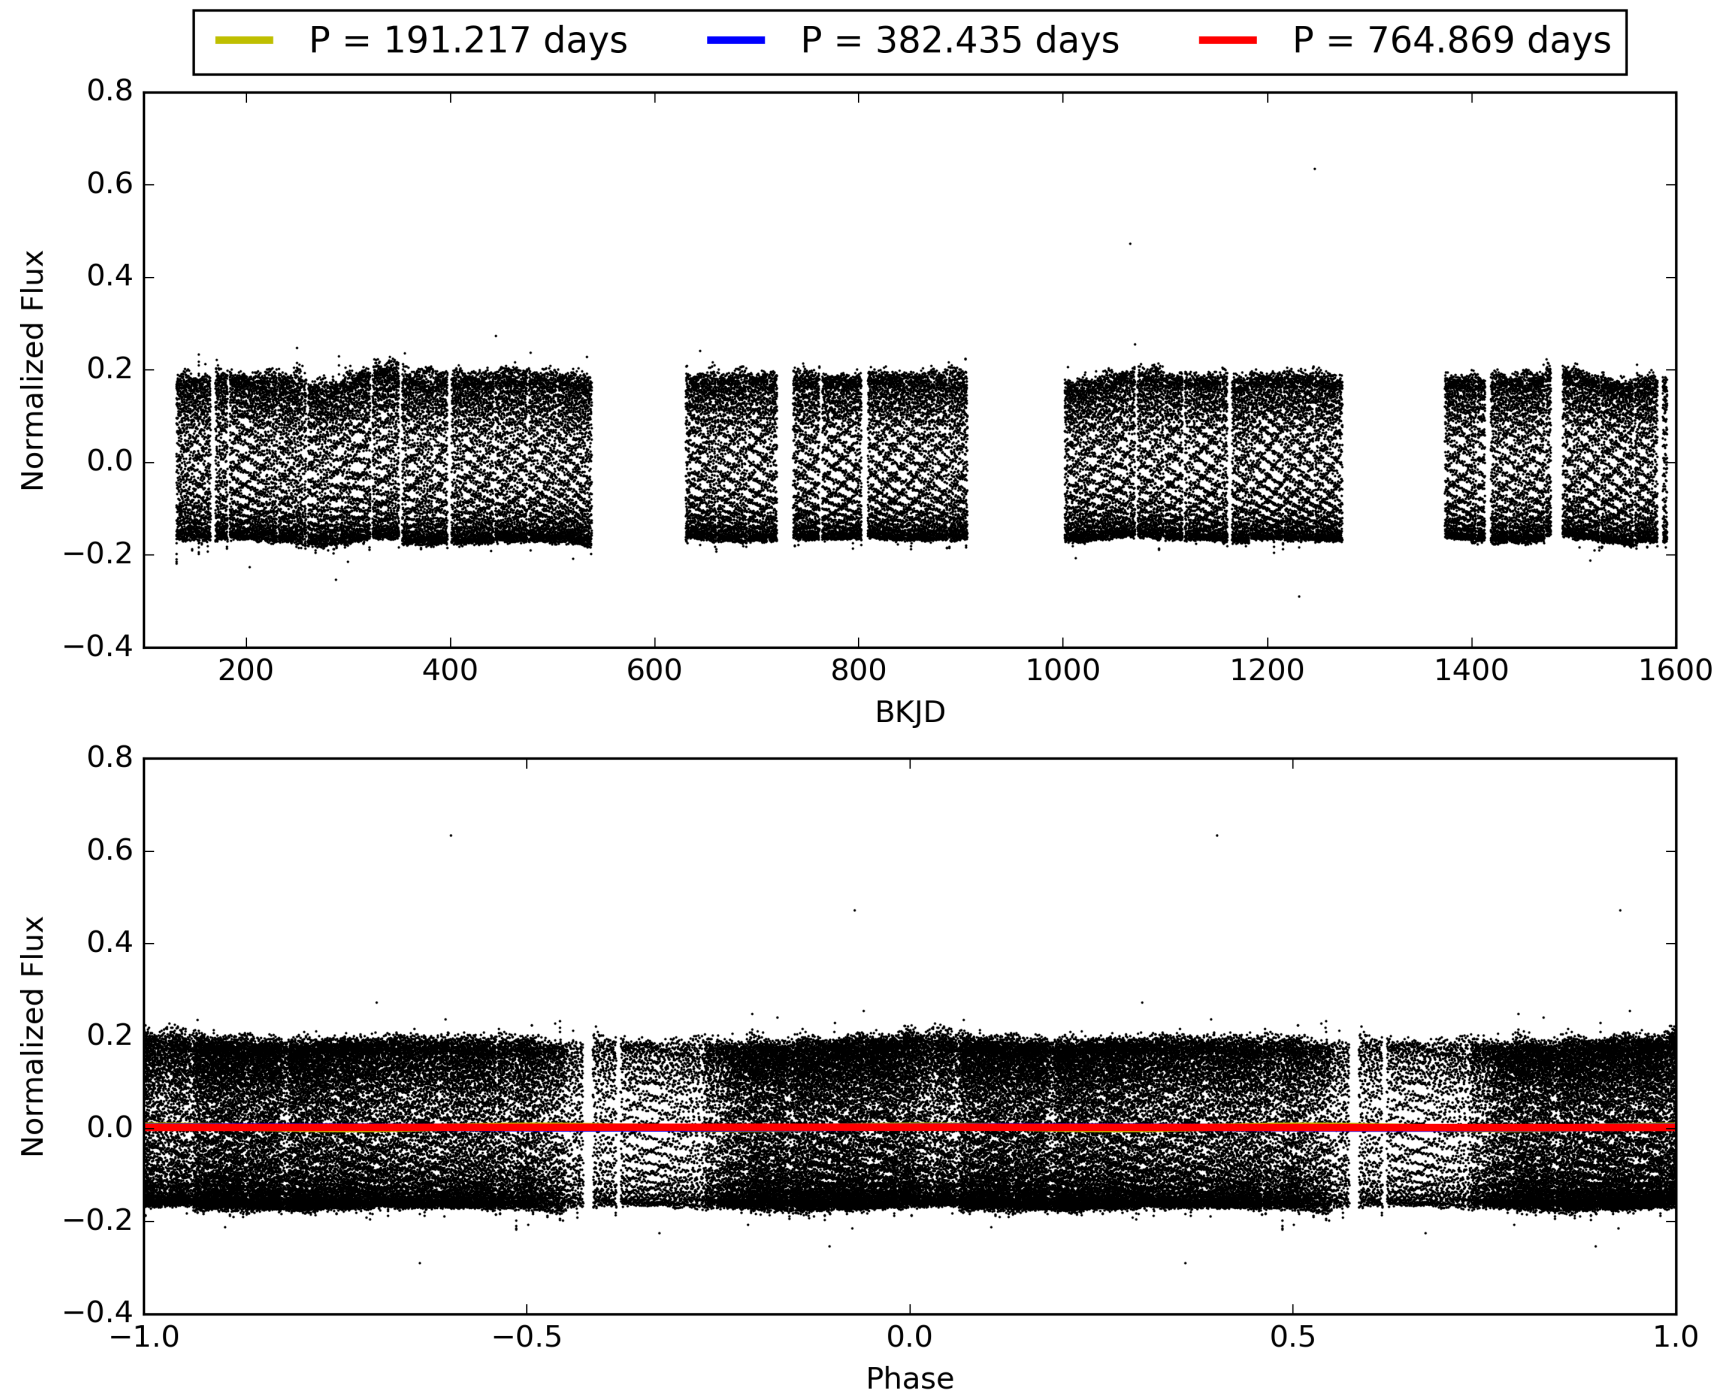 P = 191.217 days P = 382.435 days P = 764.869 days
0.8
0.6
0.4
0.2
0.0
−0.2
−0.4
Normalized Flux
200 400 600 800 1000 1200 1400 1600
BKJD
0.8
0.6
0.4
0.2
0.0
−0.2
−0.4
Normalized Flux
−1.0 −0.5 0.0 0.5 1.0
Phase